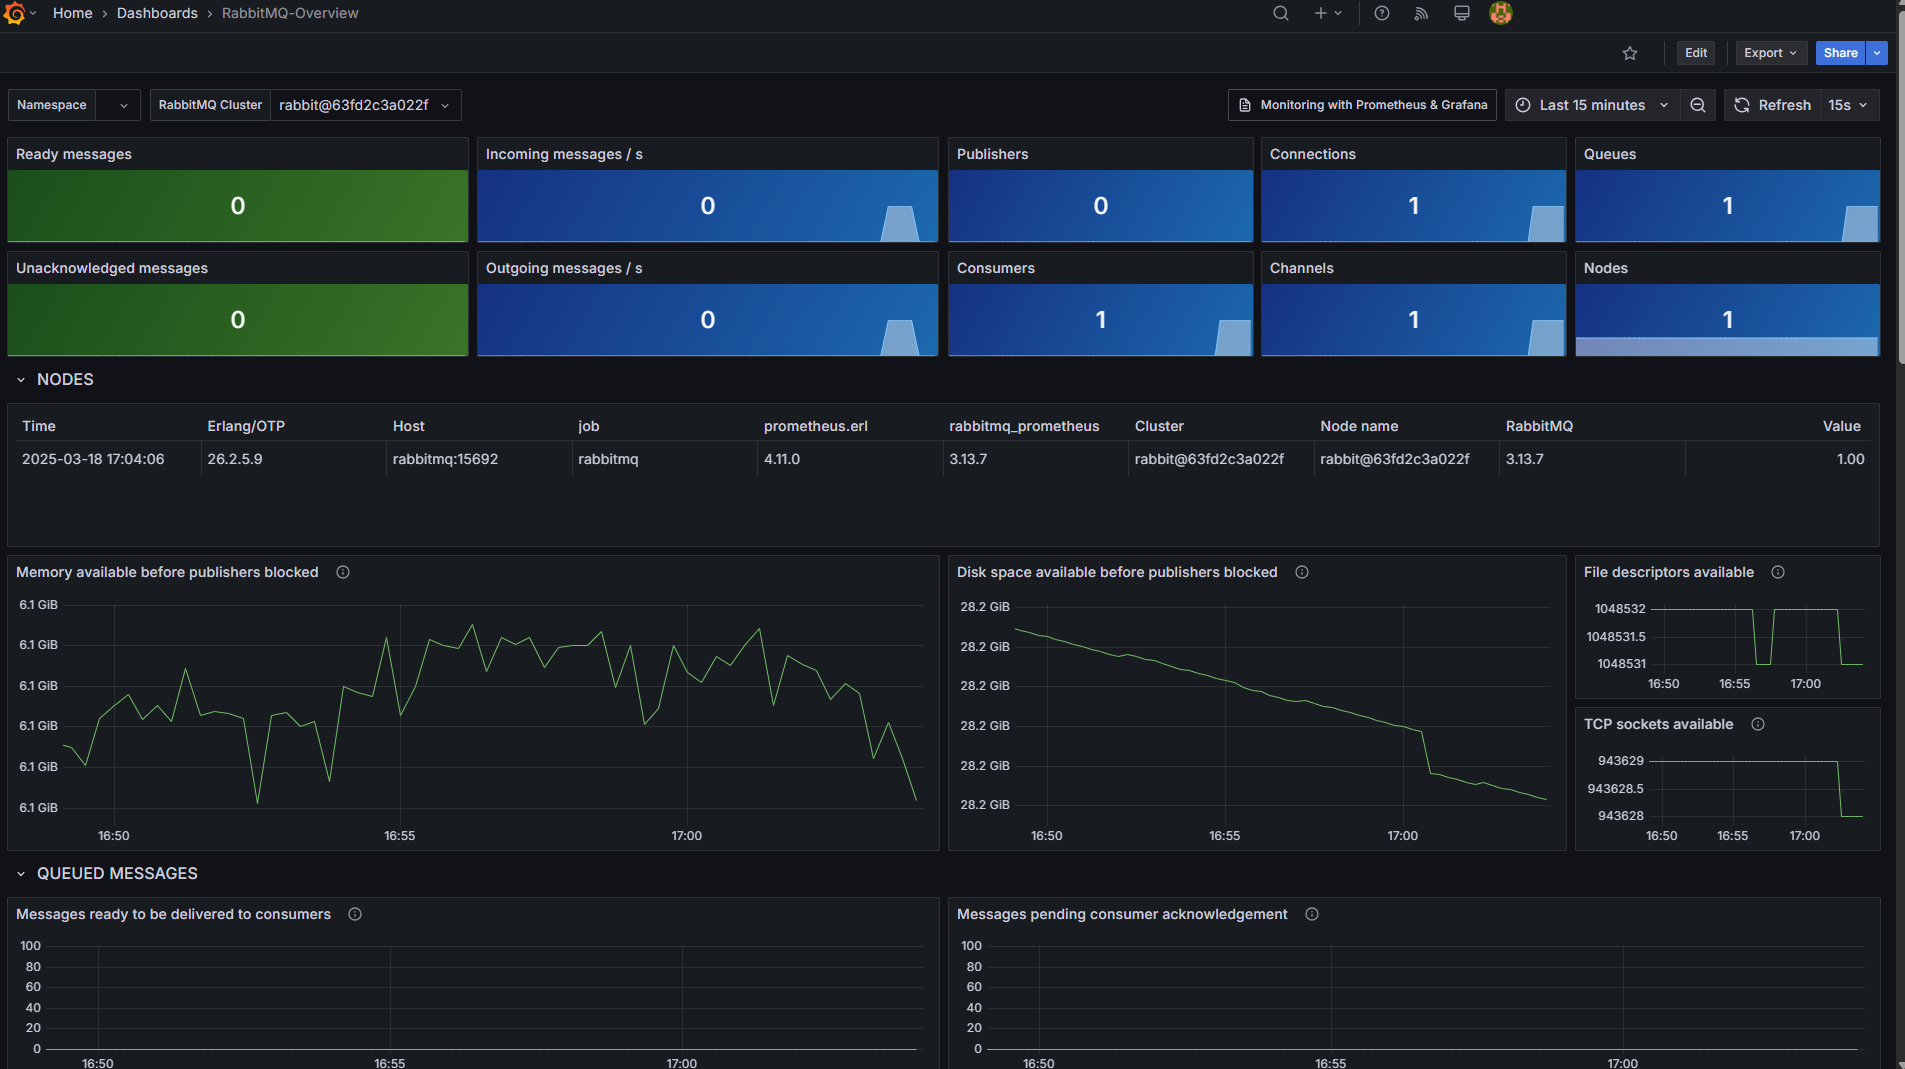 Home › Dashboards › RabbitMQ-Overview
Edit Export Share
Namespace RabbitMQ Cluster rabbit@63fd2c3a022f Monitoring with Prometheus & Grafana Last 15 minutes Refresh 15s
Ready messages Incoming messages / s Publishers Connections Queues
0 0 0 1 1
Unacknowledged messages Outgoing messages / s Consumers Channels Nodes
0 0 1 1 1
NODES
Time Erlang/OTP Host job prometheus.erl rabbitmq_prometheus Cluster Node name RabbitMQ Value
2025-03-18 17:04:06 26.2.5.9 rabbitmq:15692 rabbitmq 4.11.0 3.13.7 rabbit@63fd2c3a022f rabbit@63fd2c3a022f 3.13.7 1.00
Memory available before publishers blocked
6.1 GiB
6.1 GiB
6.1 GiB
6.1 GiB
6.1 GiB
6.1 GiB
16:50 16:55 17:00
Disk space available before publishers blocked
28.2 GiB
28.2 GiB
28.2 GiB
28.2 GiB
28.2 GiB
28.2 GiB
16:50 16:55 17:00
File descriptors available
1048532
1048531.5
1048531
16:50 16:55 17:00
TCP sockets available
943629
943628.5
943628
16:50 16:55 17:00
QUEUED MESSAGES
Messages ready to be delivered to consumers
100
80
60
40
20
0
16:50 16:55 17:00
Messages pending consumer acknowledgement
100
80
60
40
20
0
16:50 16:55 17:00